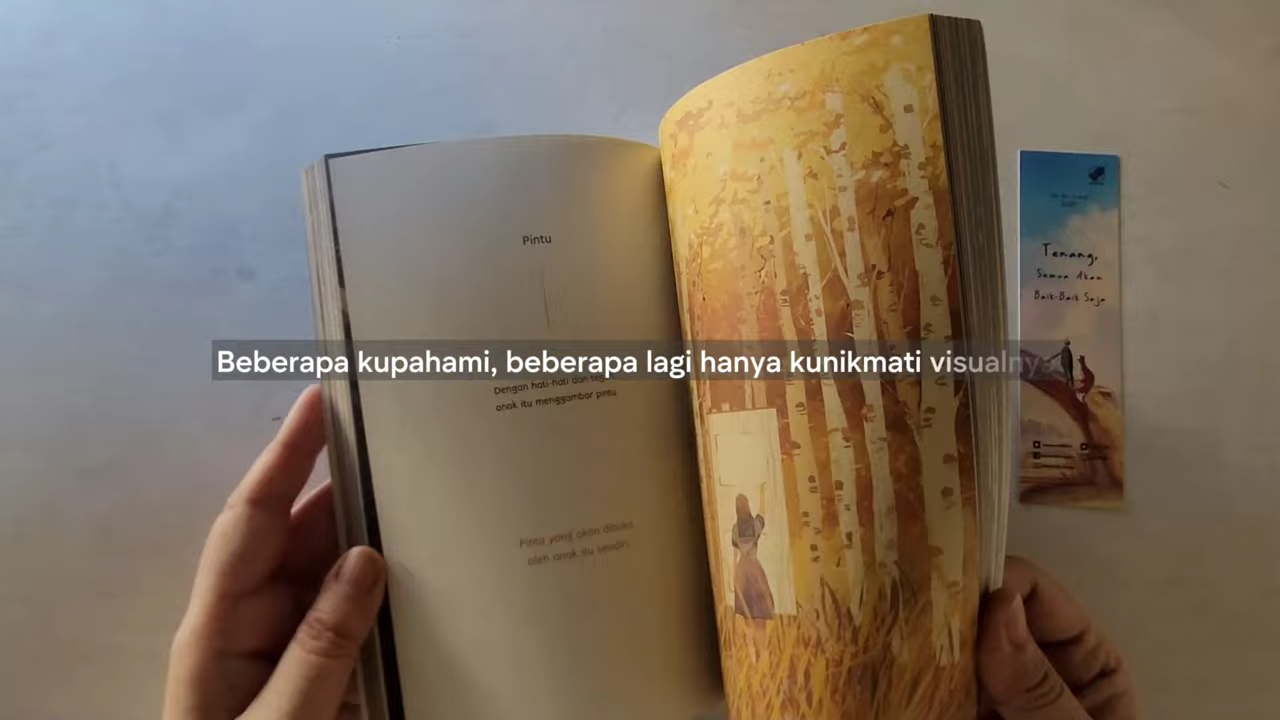 Pintu
Beberapa kupahami, beberapa lagi hanya kunikmati visualnya
Dengan hati-hati dan
anak itu menggambar pintu
Pintu yang akan dibuka
oleh anak itu sendiri.
Tenang,
Semua Akan
Baik-Baik Saja